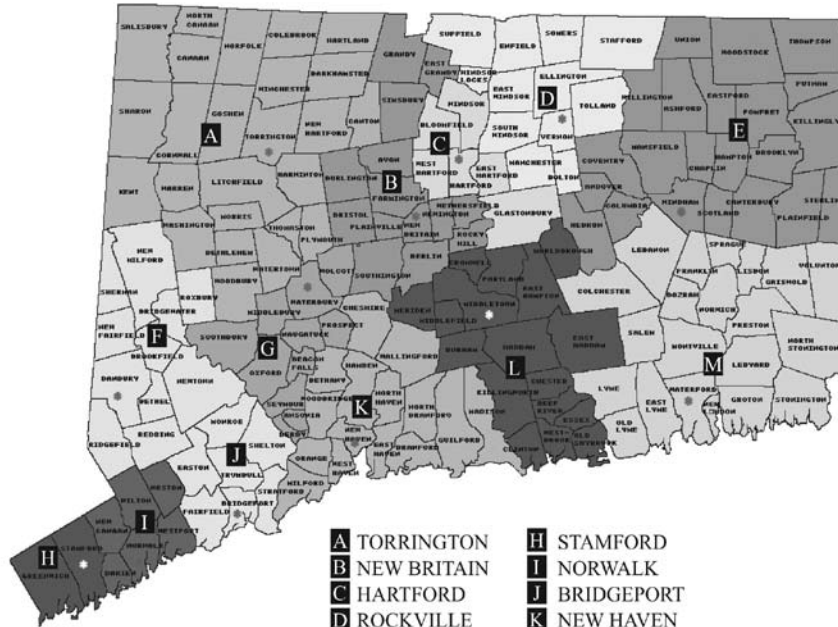 SALISBURY
NORTH CANAAN
COLEBROOK
HARTLAND
SUFFIELD
ENFIELD
SOMERS
STAFFORD
UNION
WOODSTOCK
THOMPSON
CANAAN
NORFOLK
GRANBY
EAST GRANBY
WINDSOR LOCKS
BARKHAMSTED
WINCHESTER
EAST WINDSOR
ELLINGTON
TOLLAND
WILLINGTON
ASHFORD
EASTFORD
POMFRET
PUTNAM
KILLINGLY
SHARON
GOSHEN
CORNWALL
TORRINGTON
NEW HARTFORD
CANTON
SIMSBURY
BLOOMFIELD
WINDSOR
SOUTH WINDSOR
VERNON
A
C
D
E
MANSFIELD
CHAPLIN
HAMPTON
BROOKLYN
KENT
WARREN
LITCHFIELD
HARWINTON
BURLINGTON
AVON
B
FARMINGTON
WEST HARTFORD
HARTFORD
EAST HARTFORD
MANCHESTER
BOLTON
COVENTRY
ANDOVER
COLUMBIA
WINDHAM
SCOTLAND
CANTERBURY
PLAINFIELD
STERLING
WASHINGTON
MORRIS
BETHLEHEM
THOMASTON
PLYMOUTH
BRISTOL
PLAINVILLE
NEW BRITAIN
NEWINGTON
WETHERSFIELD
ROCKY HILL
GLASTONBURY
HEBRON
MARLBOROUGH
LEBANON
SPRAGUE
LISBON
VOLUNTON
GRISWOLD
NEW MILFORD
SHERMAN
ROXBURY
BRIDGEWATER
WOODBURY
WATERTOWN
WOLCOTT
SOUTHINGTON
BERLIN
CROMWELL
PORTLAND
EAST HAMPTON
COLCHESTER
FRANKLIN
BOZRAH
NORWICH
PRESTON
NORTH STONINGTON
NEW FAIRFIELD
F
BROOKFIELD
SOUTHBURY
MIDDLEBURY
WATERBURY
NAUGATUCK
PROSPECT
CHESHIRE
MERIDEN
MIDDLETOWN
MIDDLEFIELD
G
OXFORD
BEACON FALLS
BETHANY
HAMDEN
WALLINGFORD
DURHAM
HADDAM
EAST HADDAM
L
SALEM
MONTVILLE
LEDYARD
M
DANBURY
BETHEL
NEWTOWN
SEYMOUR
ANSONIA
DERBY
WOODBRIDGE
NORTH HAVEN
K
NORTH BRANFORD
MADISON
KILLINGWORTH
CHESTER
DEEP RIVER
ESSEX
LYME
EAST LYME
WATERFORD
NEW LONDON
GROTON
STONINGTON
RIDGEFIELD
REDDING
MONROE
J
SHELTON
TRUMBULL
ORANGE
NEW HAVEN
WEST HAVEN
EAST HAVEN
BRANFORD
GUILFORD
CLINTON
WESTBROOK
OLD SAYBROOK
OLD LYME
EASTON
FAIRFIELD
BRIDGEPORT
STRATFORD
MILFORD
WILTON
WESTON
I
NEW CANAAN
NORWALK
WESTPORT
H
GREENWICH
STAMFORD
DARIEN
A TORRINGTON
B NEW BRITAIN
C HARTFORD
D ROCKVILLE
H STAMFORD
I NORWALK
J BRIDGEPORT
K NEW HAVEN